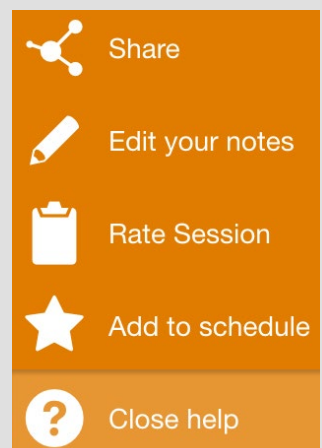 Share
Edit your notes
Rate Session
Add to schedule
? Close help